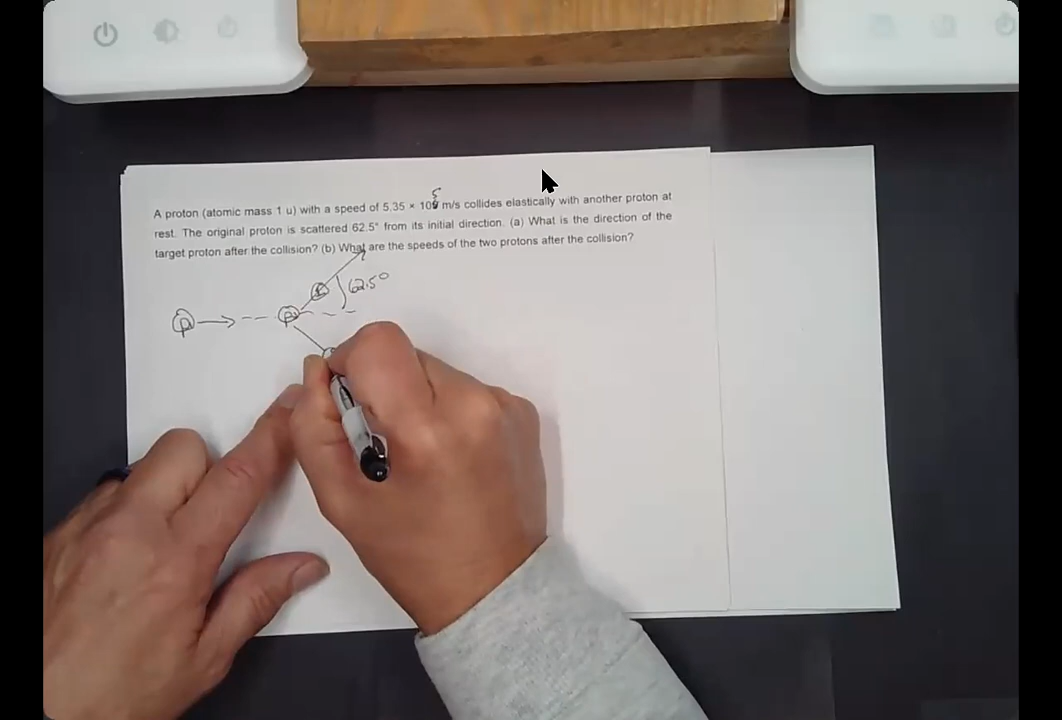 A proton (atomic mass 1 u) with a speed of 5.35 × 10⁵ m/s collides elastically with another proton at
rest. The original proton is scattered 62.5° from its initial direction. (a) What is the direction of the
target proton after the collision? (b) What are the speeds of the two protons after the collision?
62.5°
P
P